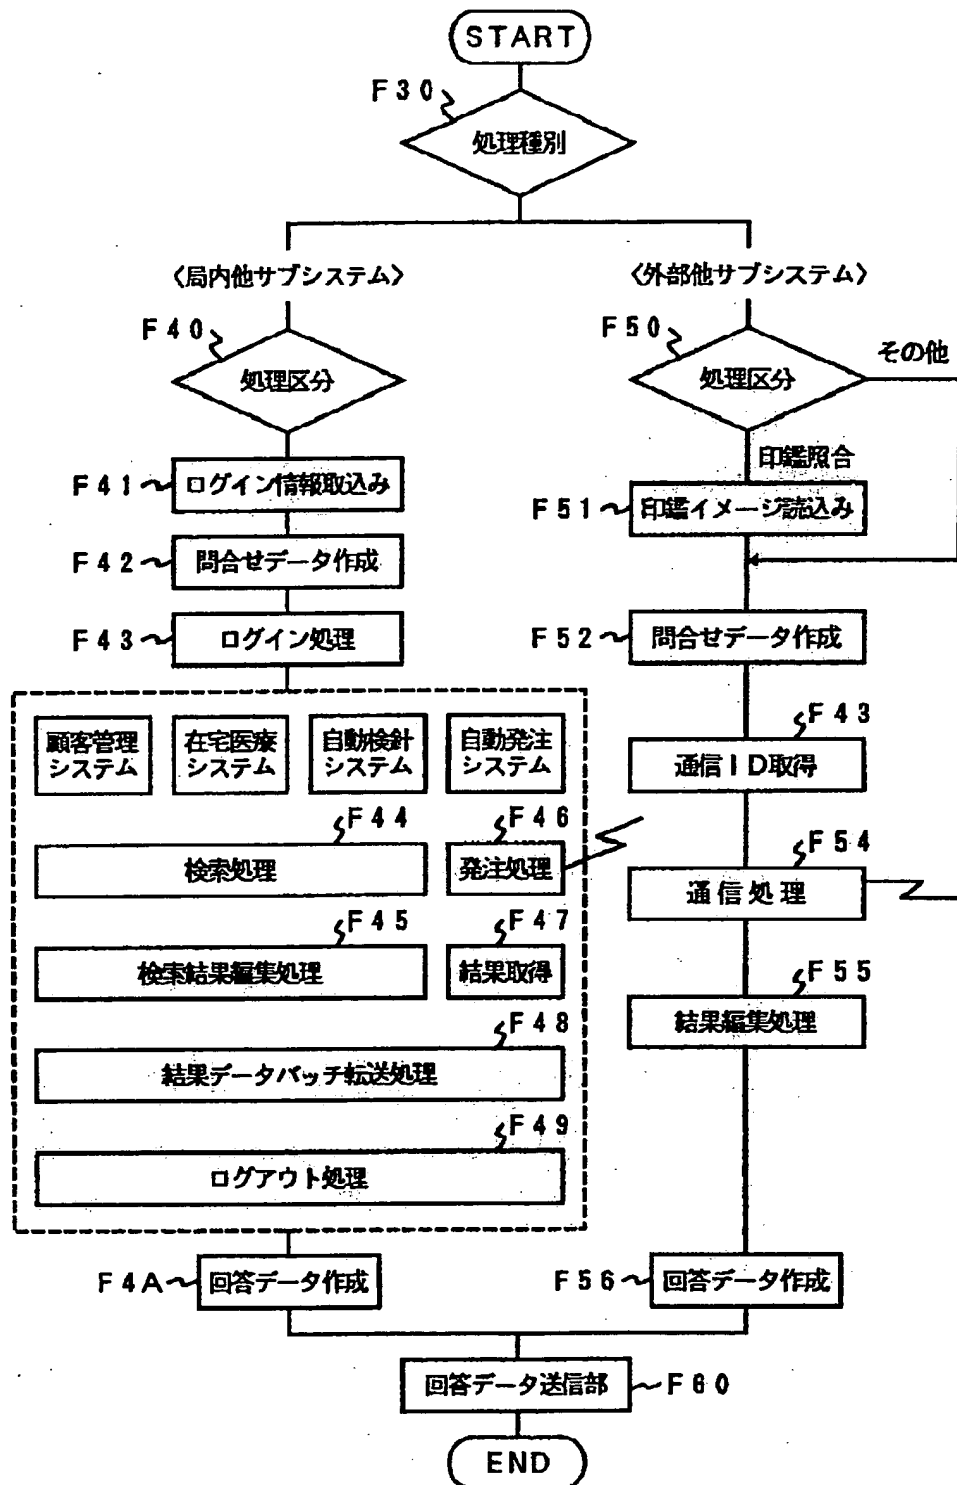 START
F30
処理種別
〈局内他サブシステム〉
F40
処理区分
F41
ログイン情報取込み
F42
問合せデータ作成
F43
ログイン処理
顧客管理
システム
在宅医療
システム
自動検針
システム
自動発注
システム
F44
検索処理
F46
発注処理
F45
検索結果編集処理
F47
結果取得
F48
結果データバッチ転送処理
F49
ログアウト処理
F4A
回答データ作成
〈外部他サブシステム〉
F50
処理区分
その他
印鑑照合
F51
印鑑イメージ読込み
F52
問合せデータ作成
F43
通信ID取得
F54
通信処理
F55
結果編集処理
F56
回答データ作成
回答データ送信部
F60
END